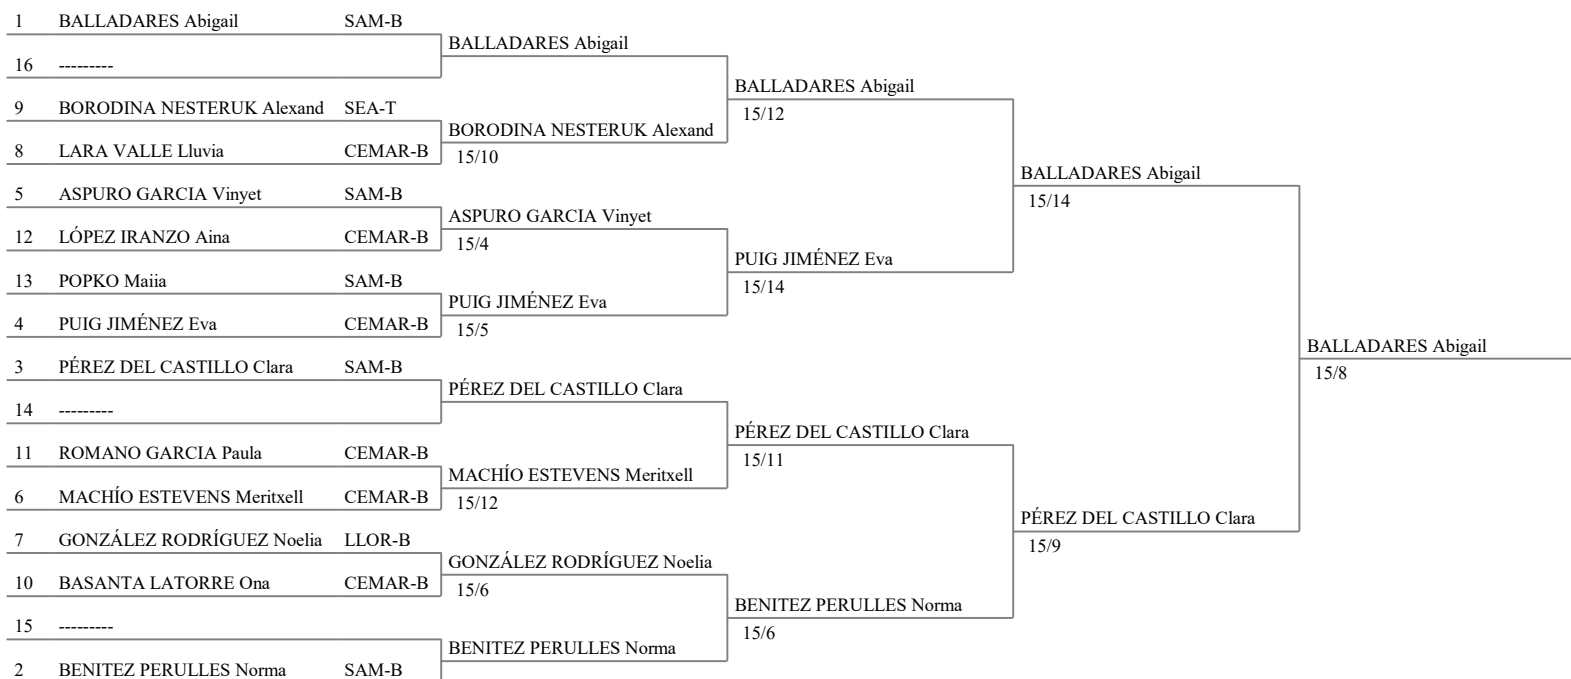 1 BALLADARES Abigail SAM-B
16 ---------
9 BORODINA NESTERUK Alexand SEA-T
8 LARA VALLE Lluvia CEMAR-B
5 ASPURO GARCIA Vinyet SAM-B
12 LÓPEZ IRANZO Aina CEMAR-B
13 POPKO Maiia SAM-B
4 PUIG JIMÉNEZ Eva CEMAR-B
3 PÉREZ DEL CASTILLO Clara SAM-B
14 ---------
11 ROMANO GARCIA Paula CEMAR-B
6 MACHÍO ESTEVENS Meritxell CEMAR-B
7 GONZÁLEZ RODRÍGUEZ Noelia LLOR-B
10 BASANTA LATORRE Ona CEMAR-B
15 ---------
2 BENITEZ PERULLES Norma SAM-B
BALLADARES Abigail
BORODINA NESTERUK Alexand
15/10
ASPURO GARCIA Vinyet
15/4
PUIG JIMÉNEZ Eva
15/5
PÉREZ DEL CASTILLO Clara
MACHÍO ESTEVENS Meritxell
15/12
GONZÁLEZ RODRÍGUEZ Noelia
15/6
BENITEZ PERULLES Norma
BALLADARES Abigail
15/12
PUIG JIMÉNEZ Eva
15/14
PÉREZ DEL CASTILLO Clara
15/11
BENITEZ PERULLES Norma
15/6
BALLADARES Abigail
15/14
PÉREZ DEL CASTILLO Clara
15/9
BALLADARES Abigail
15/8